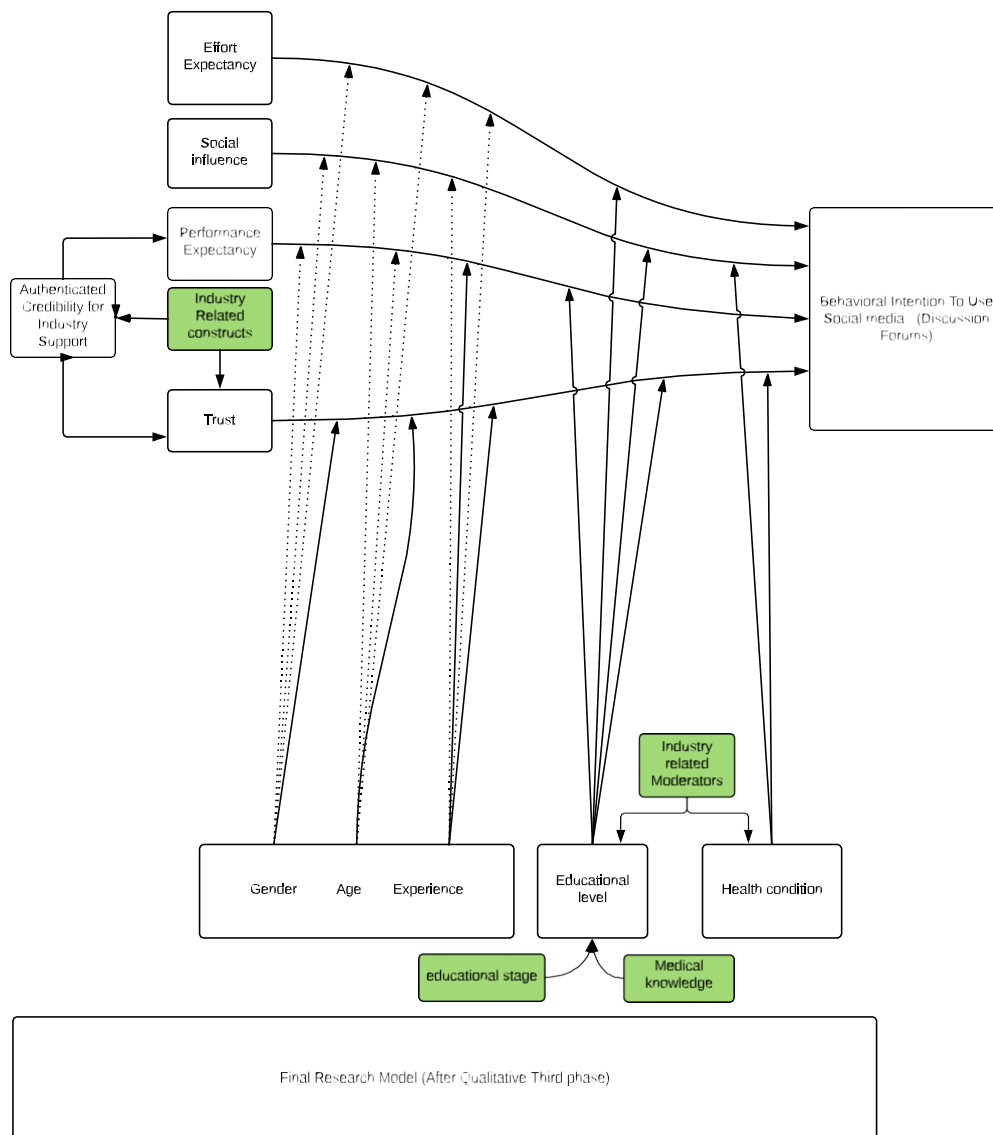 Effort
Expectancy
Social
influence
Performance
Expectancy
Authenticated
Credibility for
Industry
Support
Industry
Related
constructs
Trust
Behavioral Intention To Use
Social media (Discussion
Forums)
Industry
related
Moderators
Gender Age Experience
Educational
level
Health condition
educational stage
Medical
knowledge
Final Research Model (After Qualitative Third phase)